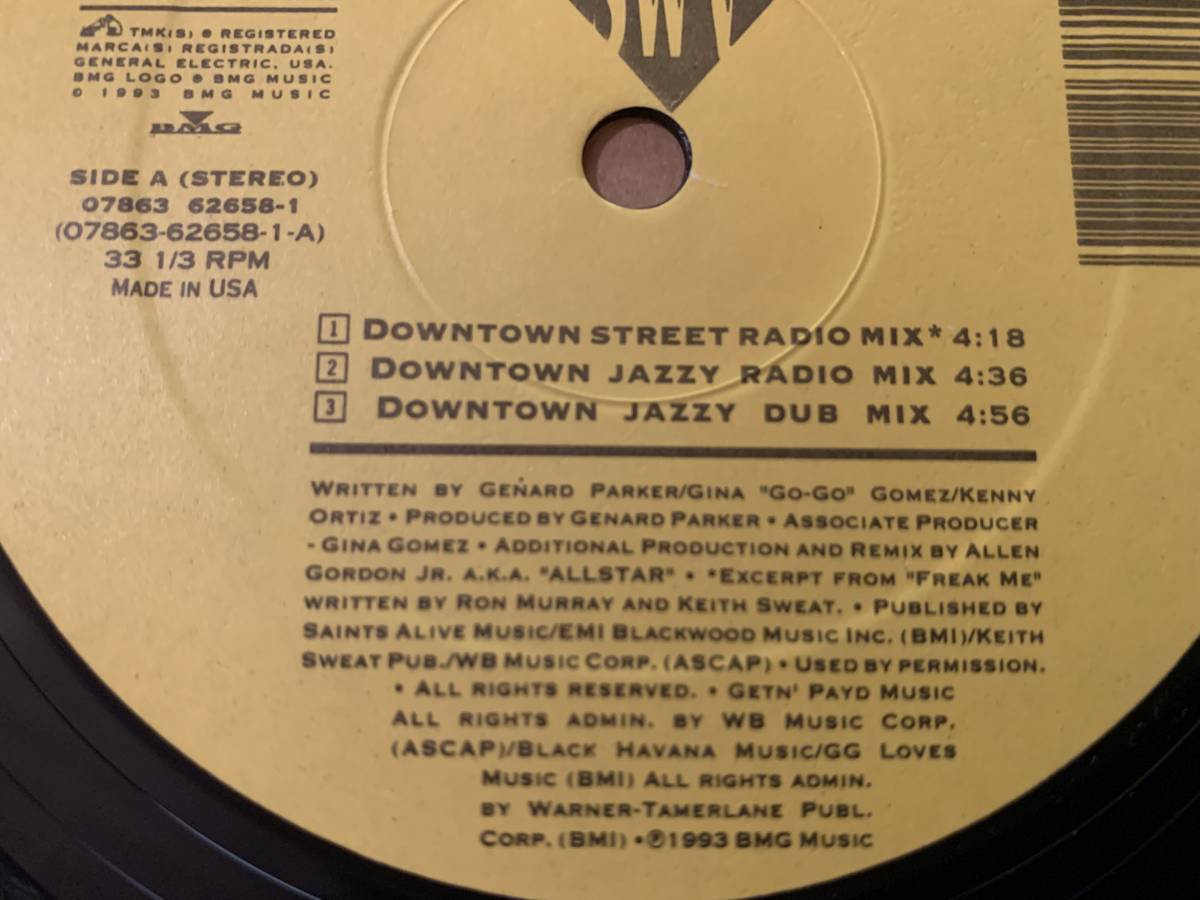 SWV
TMK(S) ® REGISTERED
MARCA(S) REGISTRADA(S)
GENERAL ELECTRIC, USA.
BMG LOGO ® BMG MUSIC
© 1993 BMG MUSIC
BMG
SIDE A (STEREO)
07863 62658-1
(07863-62658-1-A)
33 1/3 RPM
MADE IN USA
1 DOWNTOWN STREET RADIO MIX* 4:18
2 DOWNTOWN JAZZY RADIO MIX 4:36
3 DOWNTOWN JAZZY DUB MIX 4:56
WRITTEN BY GENARD PARKER/GINA "GO-GO" GOMEZ/KENNY
ORTIZ • PRODUCED BY GENARD PARKER • ASSOCIATE PRODUCER
- GINA GOMEZ • ADDITIONAL PRODUCTION AND REMIX BY ALLEN
GORDON JR. A.K.A. "ALLSTAR" • *EXCERPT FROM "FREAK ME"
WRITTEN BY RON MURRAY AND KEITH SWEAT. • PUBLISHED BY
SAINTS ALIVE MUSIC/EMI BLACKWOOD MUSIC INC. (BMI)/KEITH
SWEAT PUB./WB MUSIC CORP. (ASCAP) • USED BY PERMISSION.
• ALL RIGHTS RESERVED. • GETN' PAYD MUSIC
ALL RIGHTS ADMIN. BY WB MUSIC CORP.
(ASCAP)/BLACK HAVANA MUSIC/GG LOVES
MUSIC (BMI) ALL RIGHTS ADMIN.
BY WARNER-TAMERLANE PUBL.
CORP. (BMI) • ℗1993 BMG MUSIC